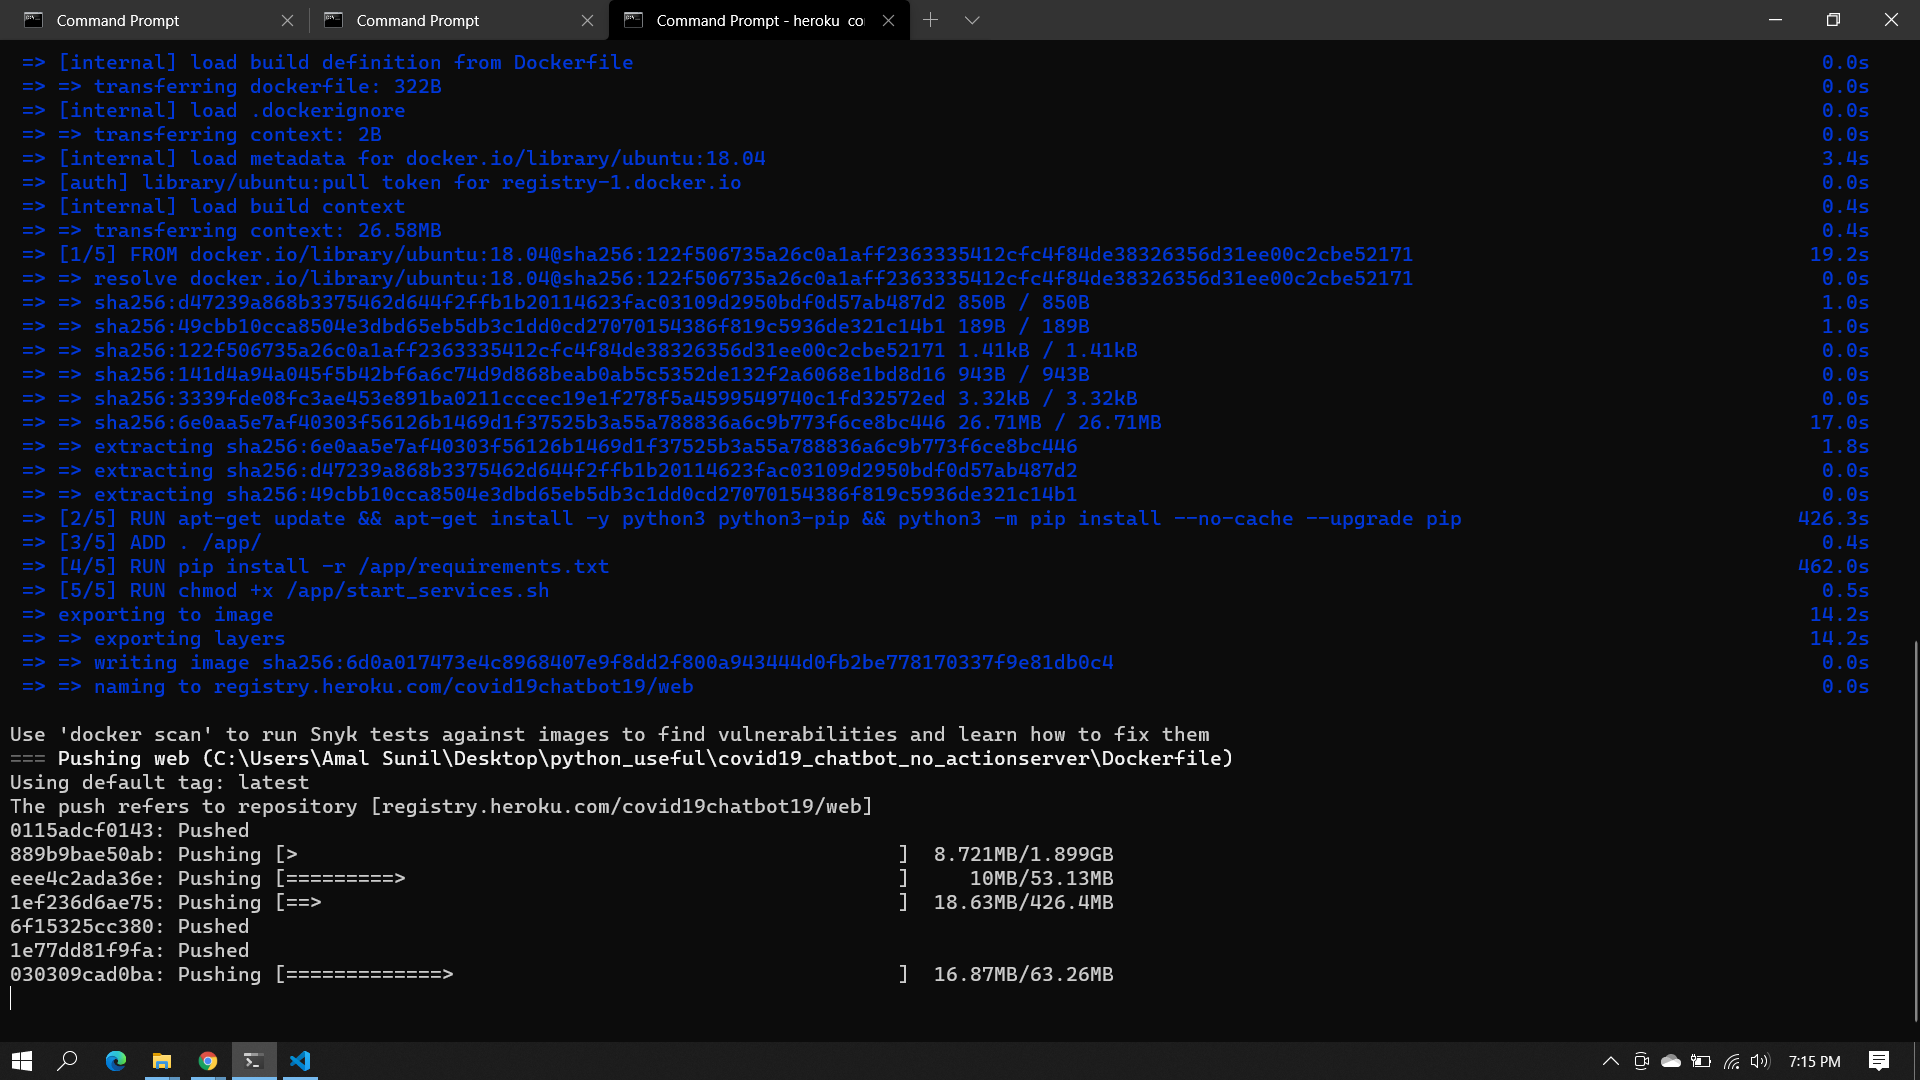 Command Prompt
Command Prompt
Command Prompt - heroku  co
=> [internal] load build definition from Dockerfile 0.0s
=> => transferring dockerfile: 322B 0.0s
=> [internal] load .dockerignore 0.0s
=> => transferring context: 2B 0.0s
=> [internal] load metadata for docker.io/library/ubuntu:18.04 3.4s
=> [auth] library/ubuntu:pull token for registry-1.docker.io 0.0s
=> [internal] load build context 0.4s
=> => transferring context: 26.58MB 0.4s
=> [1/5] FROM docker.io/library/ubuntu:18.04@sha256:122f506735a26c0a1aff2363335412cfc4f84de38326356d31ee00c2cbe52171 19.2s
=> => resolve docker.io/library/ubuntu:18.04@sha256:122f506735a26c0a1aff2363335412cfc4f84de38326356d31ee00c2cbe52171 0.0s
=> => sha256:d47239a868b3375462d644f2ffb1b20114623fac03109d2950bdf0d57ab487d2 850B / 850B 1.0s
=> => sha256:49cbb10cca8504e3dbd65eb5db3c1dd0cd27070154386f819c5936de321c14b1 189B / 189B 1.0s
=> => sha256:122f506735a26c0a1aff2363335412cfc4f84de38326356d31ee00c2cbe52171 1.41kB / 1.41kB 0.0s
=> => sha256:141d4a94a045f5b42bf6a6c74d9d868beab0ab5c5352de132f2a6068e1bd8d16 943B / 943B 0.0s
=> => sha256:3339fde08fc3ae453e891ba0211cccec19e1f278f5a4599549740c1fd32572ed 3.32kB / 3.32kB 0.0s
=> => sha256:6e0aa5e7af40303f56126b1469d1f37525b3a55a788836a6c9b773f6ce8bc446 26.71MB / 26.71MB 17.0s
=> => extracting sha256:6e0aa5e7af40303f56126b1469d1f37525b3a55a788836a6c9b773f6ce8bc446 1.8s
=> => extracting sha256:d47239a868b3375462d644f2ffb1b20114623fac03109d2950bdf0d57ab487d2 0.0s
=> => extracting sha256:49cbb10cca8504e3dbd65eb5db3c1dd0cd27070154386f819c5936de321c14b1 0.0s
=> [2/5] RUN apt-get update && apt-get install -y python3 python3-pip && python3 -m pip install --no-cache --upgrade pip 426.3s
=> [3/5] ADD . /app/ 0.4s
=> [4/5] RUN pip install -r /app/requirements.txt 462.0s
=> [5/5] RUN chmod +x /app/start_services.sh 0.5s
=> exporting to image 14.2s
=> => exporting layers 14.2s
=> => writing image sha256:6d0a017473e4c8968407e9f8dd2f800a943444d0fb2be778170337f9e81db0c4 0.0s
=> => naming to registry.heroku.com/covid19chatbot19/web 0.0s
Use 'docker scan' to run Snyk tests against images to find vulnerabilities and learn how to fix them
=== Pushing web (C:\Users\Amal Sunil\Desktop\python_useful\covid19_chatbot_no_actionserver\Dockerfile)
Using default tag: latest
The push refers to repository [registry.heroku.com/covid19chatbot19/web]
0115adcf0143: Pushed
889b9bae50ab: Pushing [>                                                  ]  8.721MB/1.899GB
eee4c2ada36e: Pushing [=========>                                         ]     10MB/53.13MB
1ef236d6ae75: Pushing [==>                                                ]  18.63MB/426.4MB
6f15325cc380: Pushed
1e77dd81f9fa: Pushed
030309cad0ba: Pushing [=============>                                     ]  16.87MB/63.26MB
7:15 PM